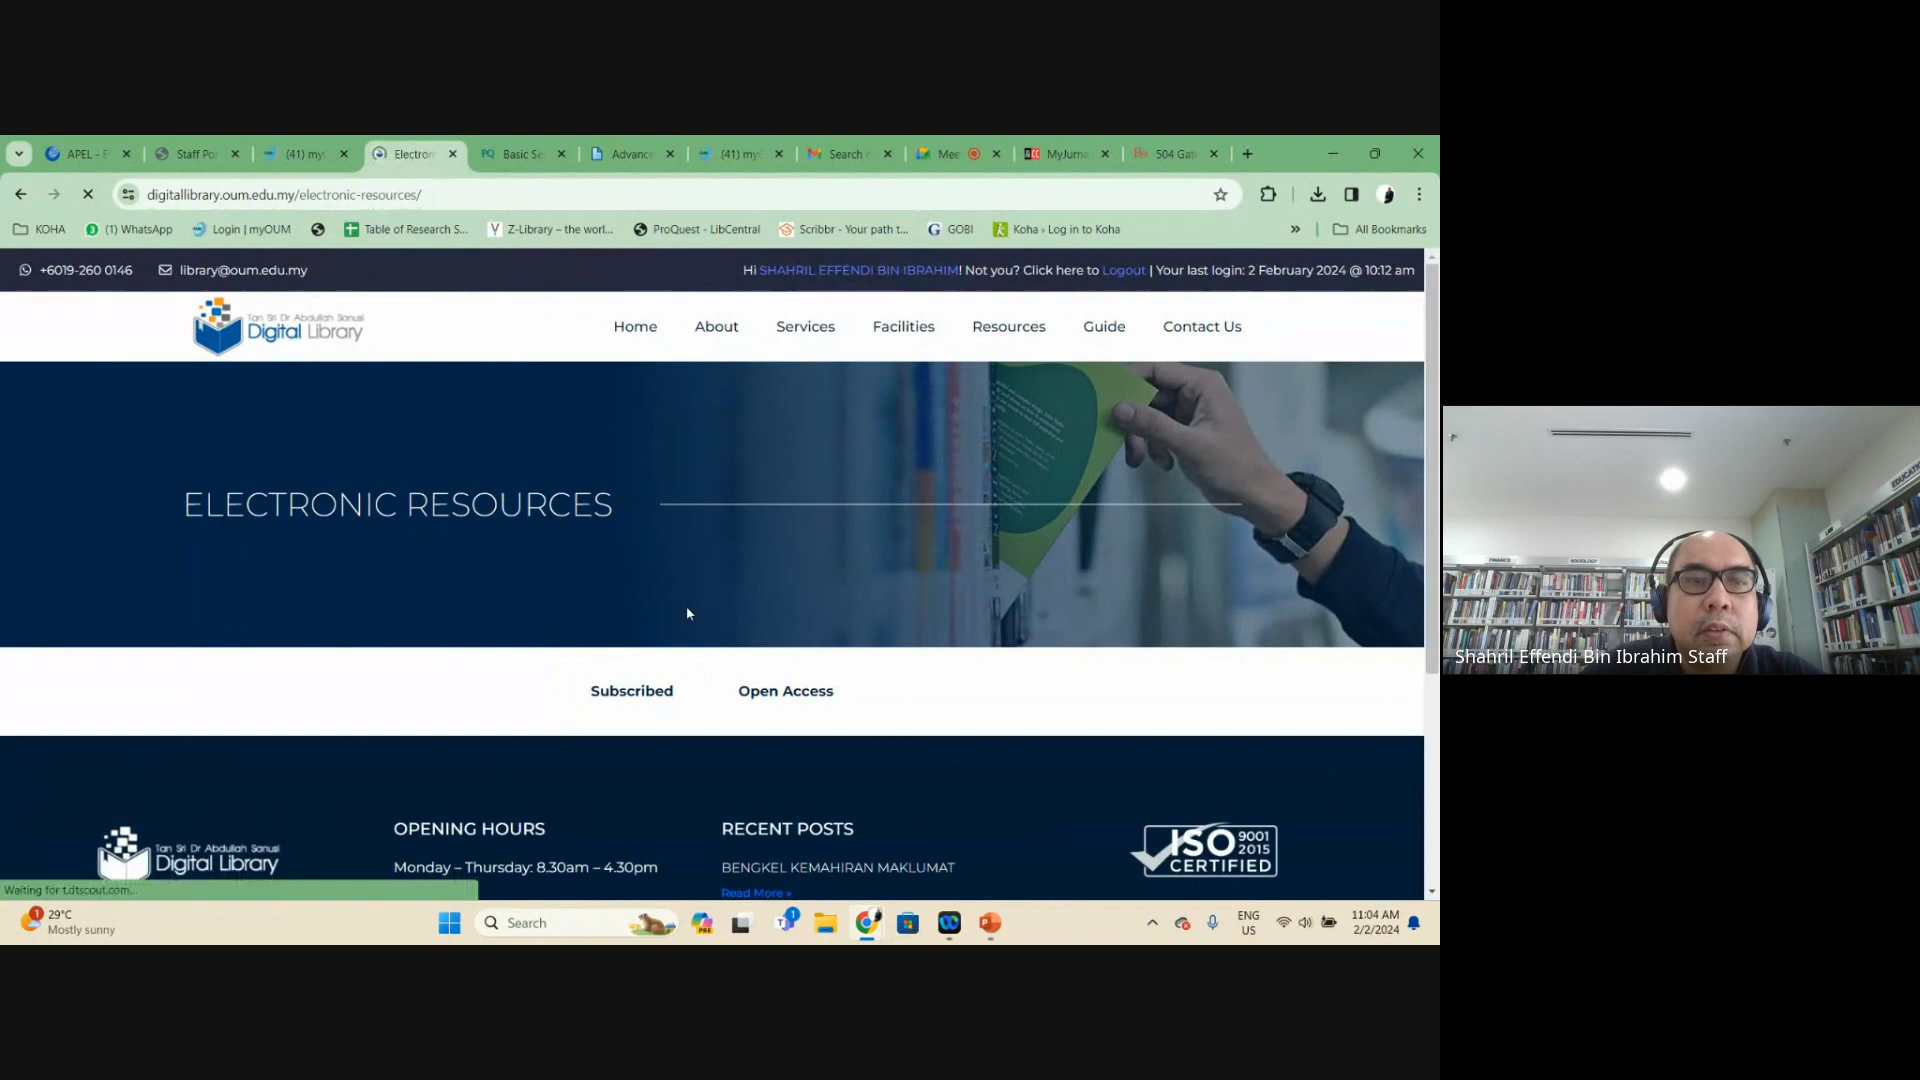 APEL - F
Staff Po
(41) my
Electron
PQ Basic Se
Advance
(41) my
Search
Mee
MyJurna
504 Gat
digitallibrary.oum.edu.my/electronic-resources/
KOHA
(1) WhatsApp
Login | myOUM
Table of Research S...
Z-Library – the worl...
ProQuest - LibCentral
Scribbr - Your path t...
GOBI
Koha › Log in to Koha
All Bookmarks
+6019-260 0146
library@oum.edu.my
Hi SHAHRIL EFFENDI BIN IBRAHIM! Not you? Click here to Logout | Your last login: 2 February 2024 @ 10:12 am
Tan Sri Dr Abdullah Sanusi
Digital Library
Home
About
Services
Facilities
Resources
Guide
Contact Us
ELECTRONIC RESOURCES
Subscribed
Open Access
Tan Sri Dr Abdullah Sanusi
Digital Library
OPENING HOURS
Monday – Thursday: 8.30am – 4.30pm
RECENT POSTS
BENGKEL KEMAHIRAN MAKLUMAT
Read More »
ISO 9001 2015
CERTIFIED
Waiting for t.dtscout.com...
29°C
Mostly sunny
Search
ENG
US
11:04 AM
2/2/2024
FINANCE
SOCIOLOGY
Shahril Effendi Bin Ibrahim Staff